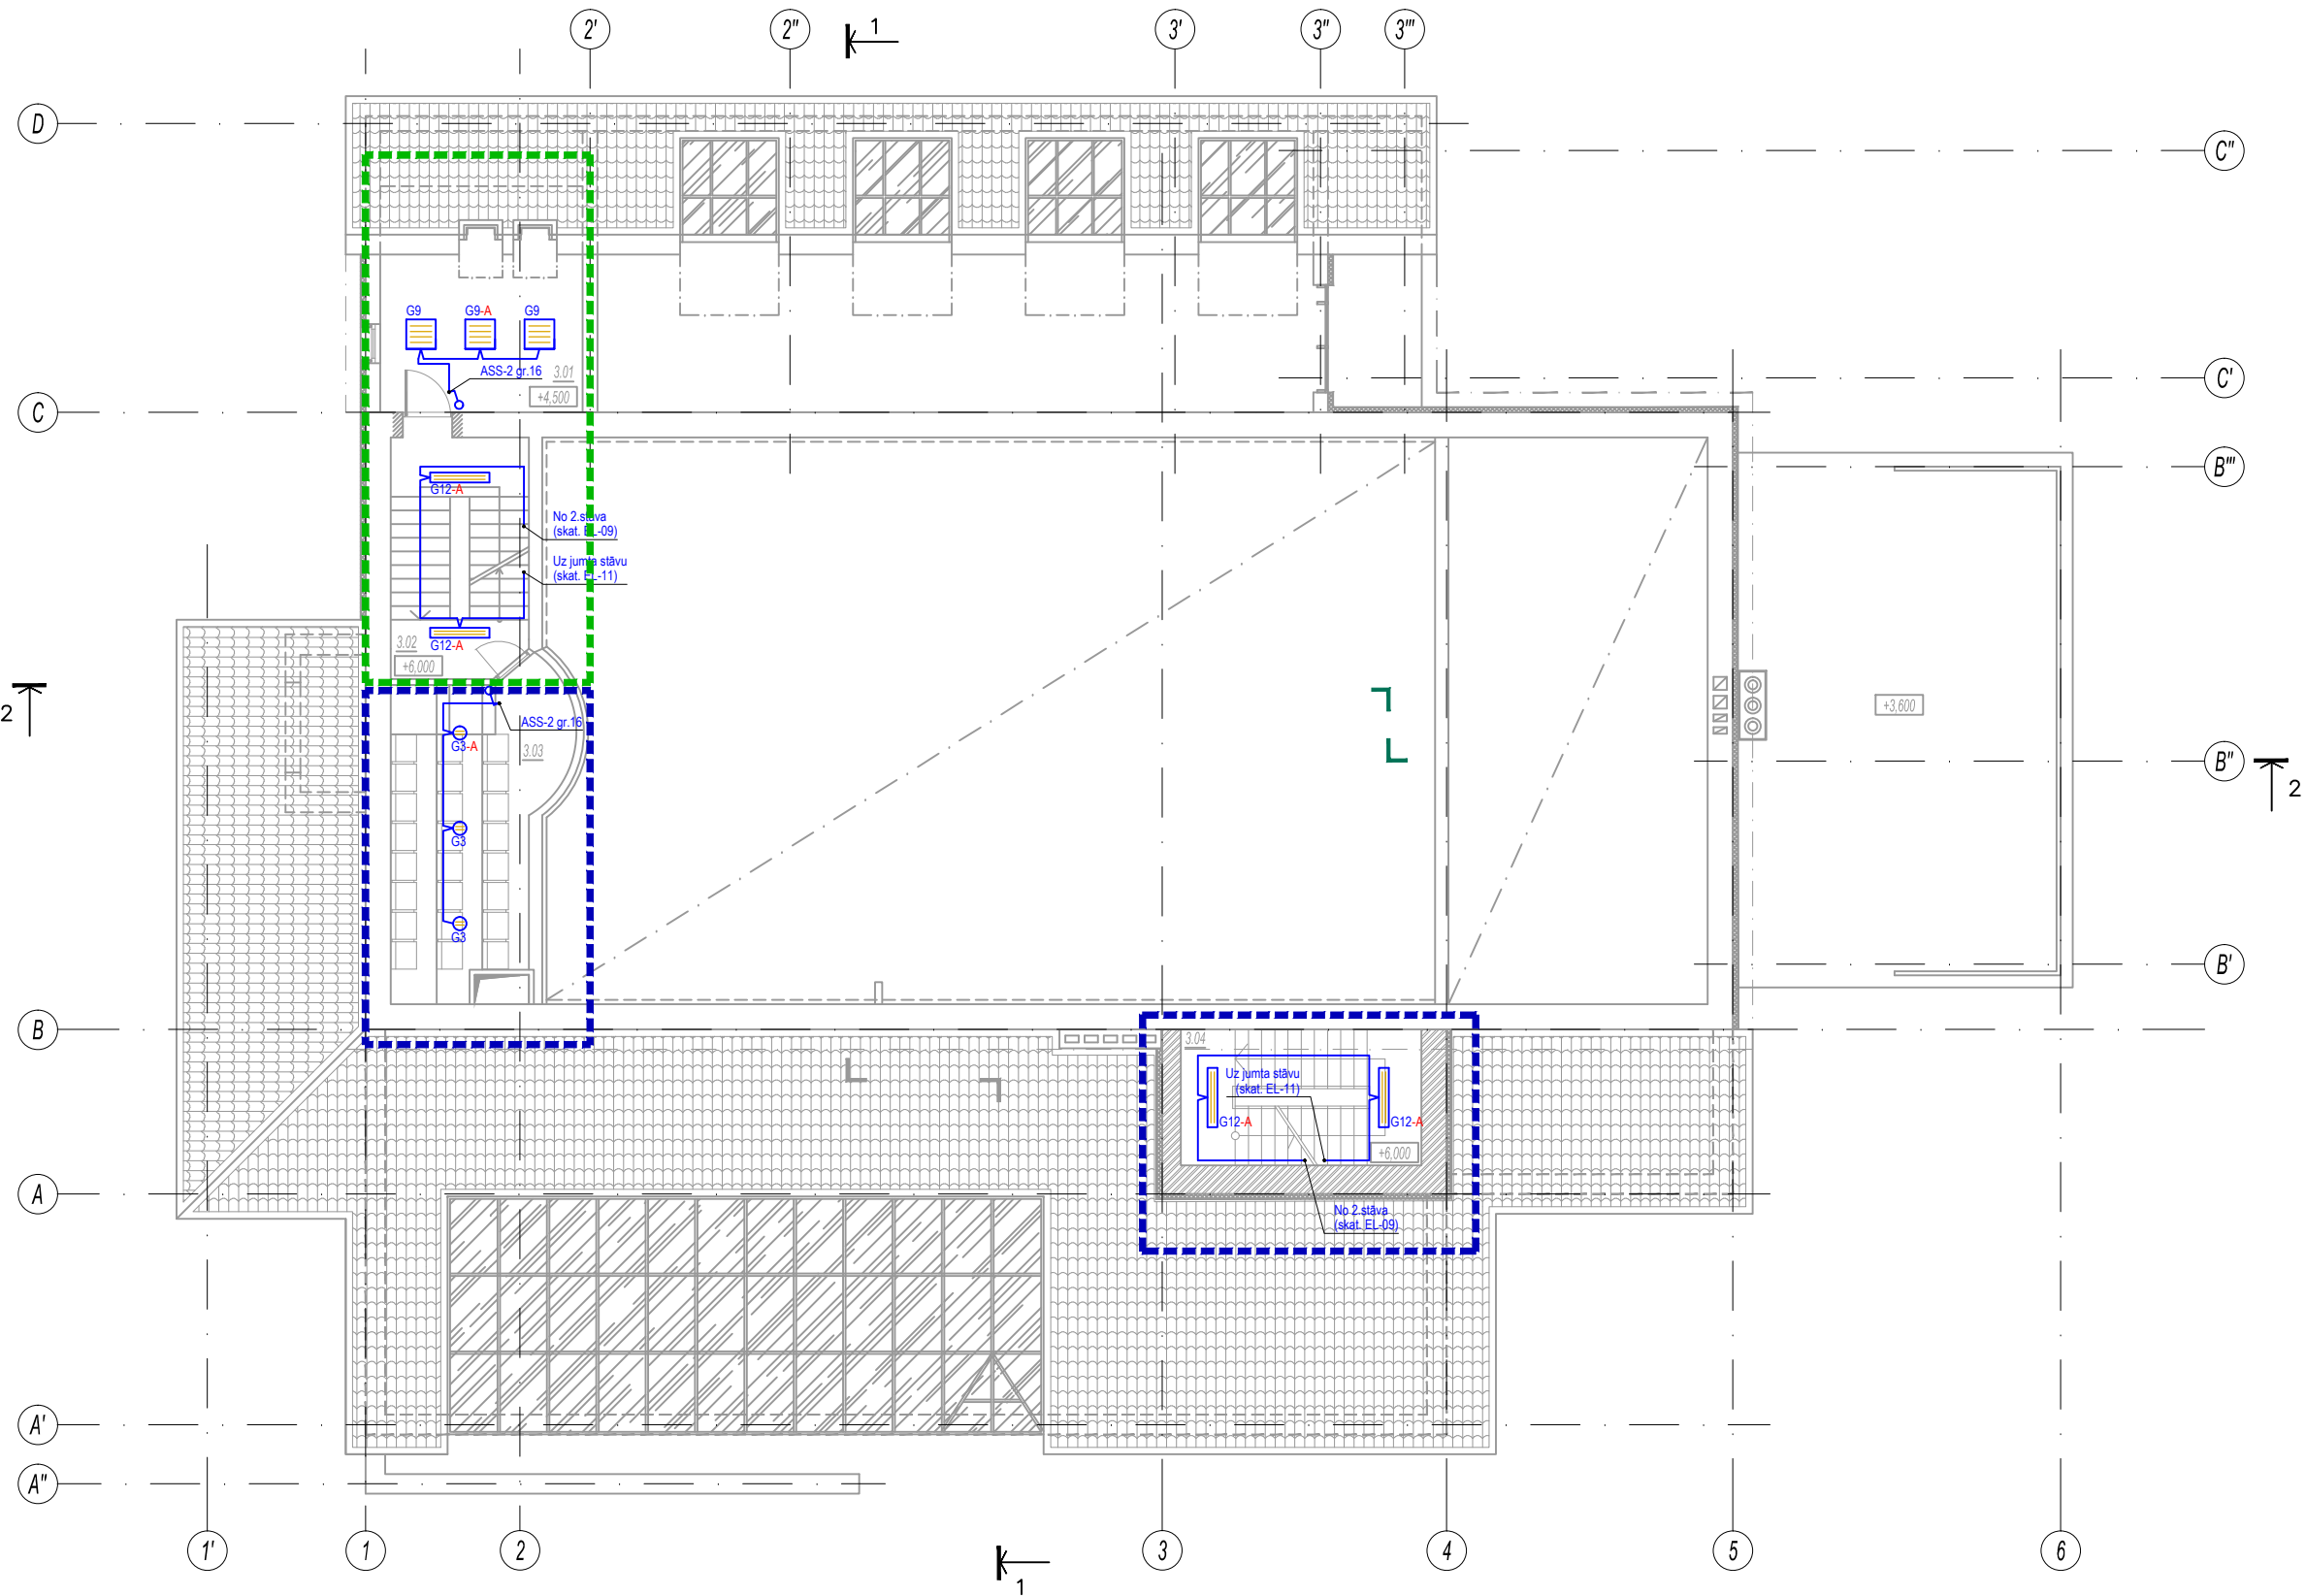 2'
2"
1
3'
3"
3'"
D
C"
G9
G9-A
G9
ASS-2 gr.16
3.01
+4,500
C'
C
B'"
G12-A
No 2.stāva
(skat. EL-09)
Uz jumta stāvu
(skat. EL-11)
3.02
G12-A
+6,000
2
ASS-2 gr.16
G3-A
3.03
+3,600
B"
2
G3
G3
B'
B
3.04
Uz jumta stāvu
(skat. EL-11)
G12-A
G12-A
+6,000
A
No 2.stāva
(skat. EL-09)
A'
A"
1'
1
2
3
4
5
6
1